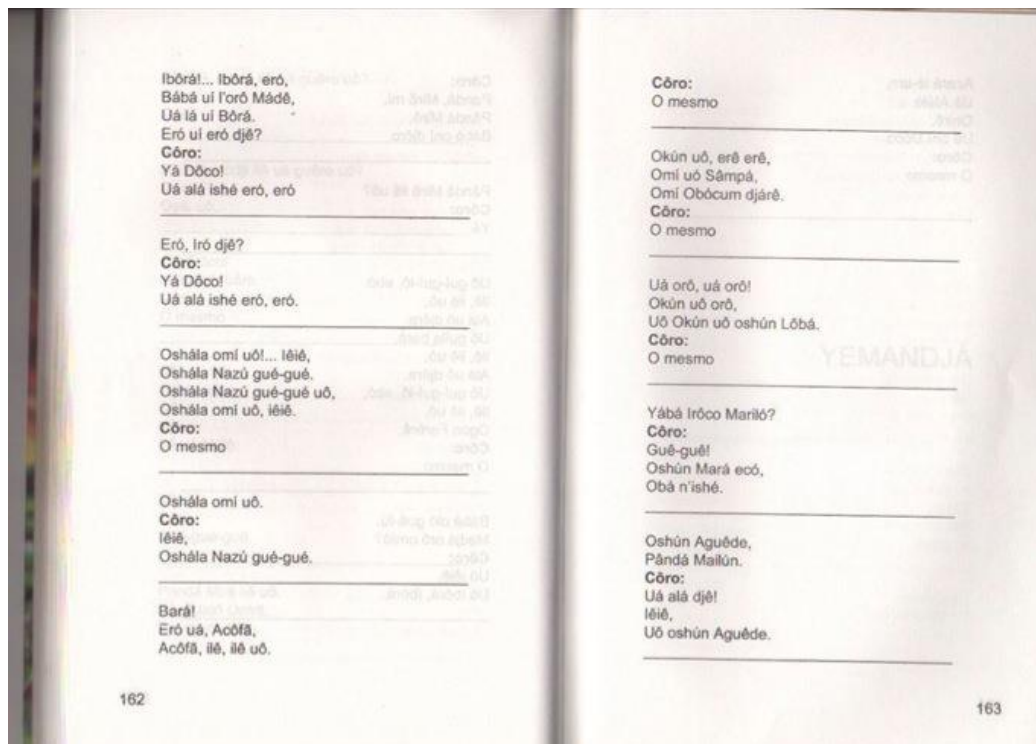 Ibôrá!... Ibôrá, eró,
Bábá uí l'orô Mádê,
Uá lá uí Bôrá.
Eró uí eró djê?
Côro:
Yá Dôco!
Uá alá ishé eró, eró
Eró, Iró djê?
Côro:
Yá Dôco!
Uá alá ishé eró, eró.
Oshála omí uô!... Iêiê,
Oshála Nazú gué-gué.
Oshála Nazú gué-gué uô,
Oshála omí uô, iêiê.
Côro:
O mesmo
Oshála omí uô.
Côro:
Iêiê,
Oshála Nazú gué-gué.
Bará!
Eró uá, Acôfã,
Acôfã, ilê, ilê uô.
162
Côro:
O mesmo
Okún uô, erê erê,
Omí uó Sâmpá,
Omí Obócum djárê.
Côro:
O mesmo
Uá orô, uá orô!
Okún uô orô,
Uô Okún uô oshún Lôbá.
Côro:
O mesmo
Yábá Irôco Mariló?
Côro:
Guê-guê!
Oshún Mará ecó,
Obá n'ishé.
Oshún Aguêde,
Pândá Mailún.
Côro:
Uá alá djê!
Iêiê,
Uô oshún Aguêde.
163
YEMANDJÁ